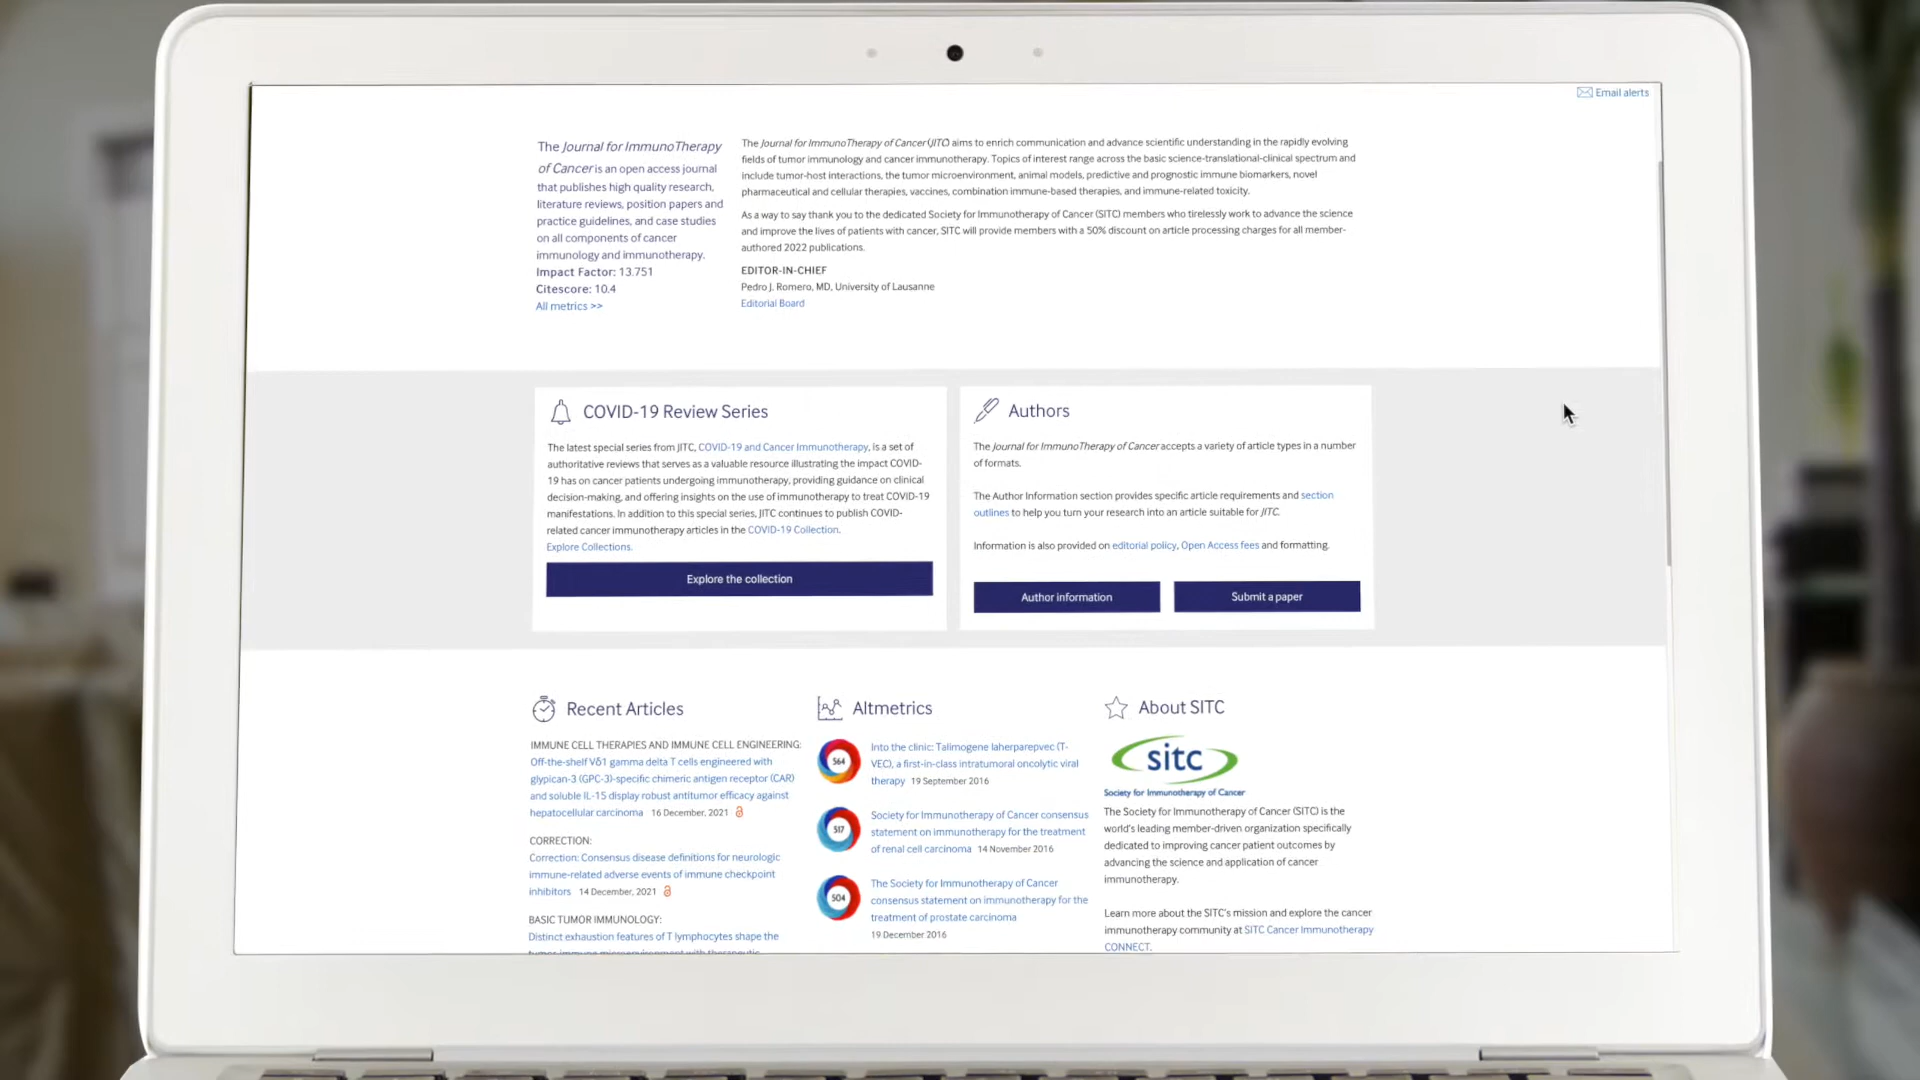 Email alerts
The Journal for ImmunoTherapy
of Cancer is an open access journal
that publishes high quality research,
literature reviews, position papers and
practice guidelines, and case studies
on all components of cancer
immunology and immunotherapy.
Impact Factor: 13.751
Citescore: 10.4
All metrics >>
The Journal for ImmunoTherapy of Cancer (JITC) aims to enrich communication and advance scientific understanding in the rapidly evolving
fields of tumor immunology and cancer immunotherapy. Topics of interest range across the basic science-translational-clinical spectrum and
include tumor-host interactions, the tumor microenvironment, animal models, predictive and prognostic immune biomarkers, novel
pharmaceutical and cellular therapies, vaccines, combination immune-based therapies, and immune-related toxicity.
As a way to say thank you to the dedicated Society for Immunotherapy of Cancer (SITC) members who tirelessly work to advance the science
and improve the lives of patients with cancer, SITC will provide members with a 50% discount on article processing charges for all member-
authored 2022 publications.
EDITOR-IN-CHIEF
Pedro J. Romero, MD, University of Lausanne
Editorial Board
COVID-19 Review Series
The latest special series from JITC, COVID-19 and Cancer Immunotherapy, is a set of
authoritative reviews that serves as a valuable resource illustrating the impact COVID-
19 has on cancer patients undergoing immunotherapy, providing guidance on clinical
decision-making, and offering insights on the use of immunotherapy to treat COVID-19
manifestations. In addition to this special series, JITC continues to publish COVID-
related cancer immunotherapy articles in the COVID-19 Collection.
Explore Collections.
Explore the collection
Authors
The Journal for ImmunoTherapy of Cancer accepts a variety of article types in a number
of formats.
The Author Information section provides specific article requirements and section
outlines to help you turn your research into an article suitable for JITC.
Information is also provided on editorial policy, Open Access fees and formatting.
Author information
Submit a paper
Recent Articles
IMMUNE CELL THERAPIES AND IMMUNE CELL ENGINEERING:
Off-the-shelf Vδ1 gamma delta T cells engineered with
glypican-3 (GPC-3)-specific chimeric antigen receptor (CAR)
and soluble IL-15 display robust antitumor efficacy against
hepatocellular carcinoma 16 December, 2021
CORRECTION:
Correction: Consensus disease definitions for neurologic
immune-related adverse events of immune checkpoint
inhibitors 14 December, 2021
BASIC TUMOR IMMUNOLOGY:
Distinct exhaustion features of T lymphocytes shape the
tumor-immune microenvironment with therapeutic
Altmetrics
564
Into the clinic: Talimogene laherparepvec (T-
VEC), a first-in-class intratumoral oncolytic viral
therapy 19 September 2016
517
Society for Immunotherapy of Cancer consensus
statement on immunotherapy for the treatment
of renal cell carcinoma 14 November 2016
504
The Society for Immunotherapy of Cancer
consensus statement on immunotherapy for the
treatment of prostate carcinoma
19 December 2016
About SITC
sitc
Society for Immunotherapy of Cancer
The Society for Immunotherapy of Cancer (SITC) is the
world's leading member-driven organization specifically
dedicated to improving cancer patient outcomes by
advancing the science and application of cancer
immunotherapy.
Learn more about the SITC's mission and explore the cancer
immunotherapy community at SITC Cancer Immunotherapy
CONNECT.